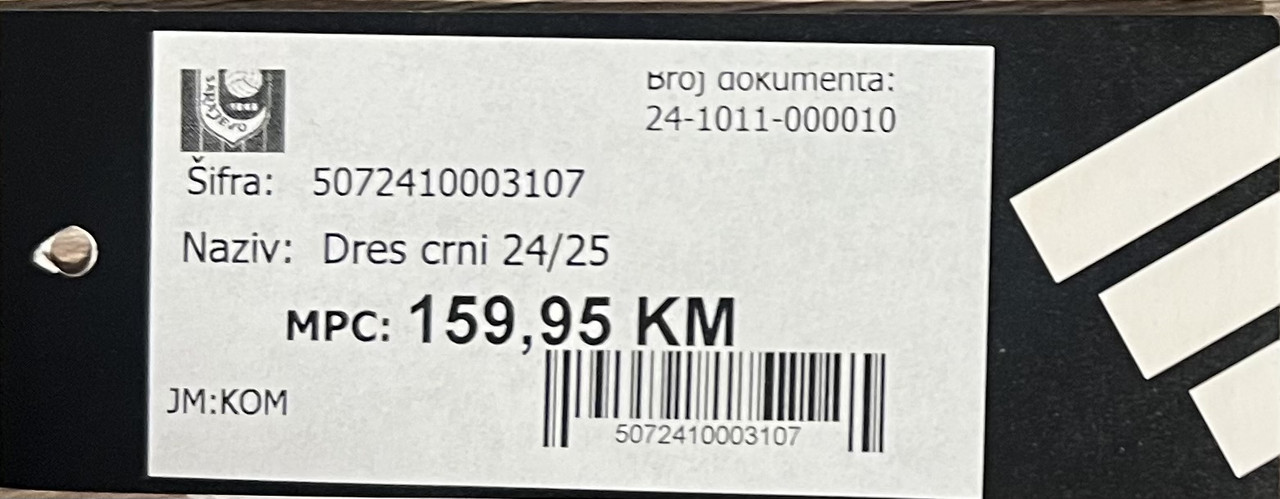 Broj dokumenta:
24-1011-000010
Šifra: 5072410003107
Naziv: Dres crni 24/25
MPC: 159,95 KM
JM:KOM
5072410003107